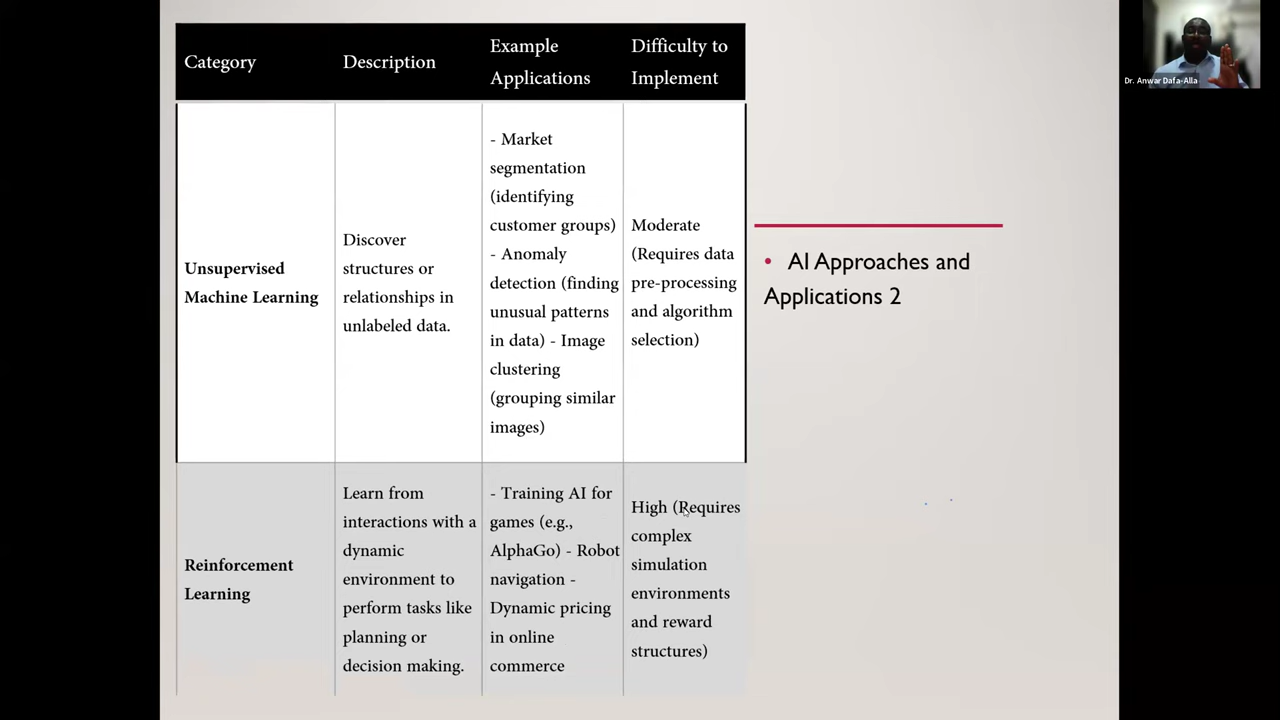 Category
Description
Example
Applications
Difficulty to
Implement
Unsupervised
Machine Learning
Discover
structures or
relationships in
unlabeled data.
- Market
segmentation
(identifying
customer groups)
- Anomaly
detection (finding
unusual patterns
in data) - Image
clustering
(grouping similar
images)
Moderate
(Requires data
pre-processing
and algorithm
selection)
Reinforcement
Learning
Learn from
interactions with a
dynamic
environment to
perform tasks like
planning or
decision making.
- Training AI for
games (e.g.,
AlphaGo) - Robot
navigation -
Dynamic pricing
in online
commerce
High (Requires
complex
simulation
environments
and reward
structures)
• AI Approaches and
Applications 2
Dr. Anwar Dafa-Alla